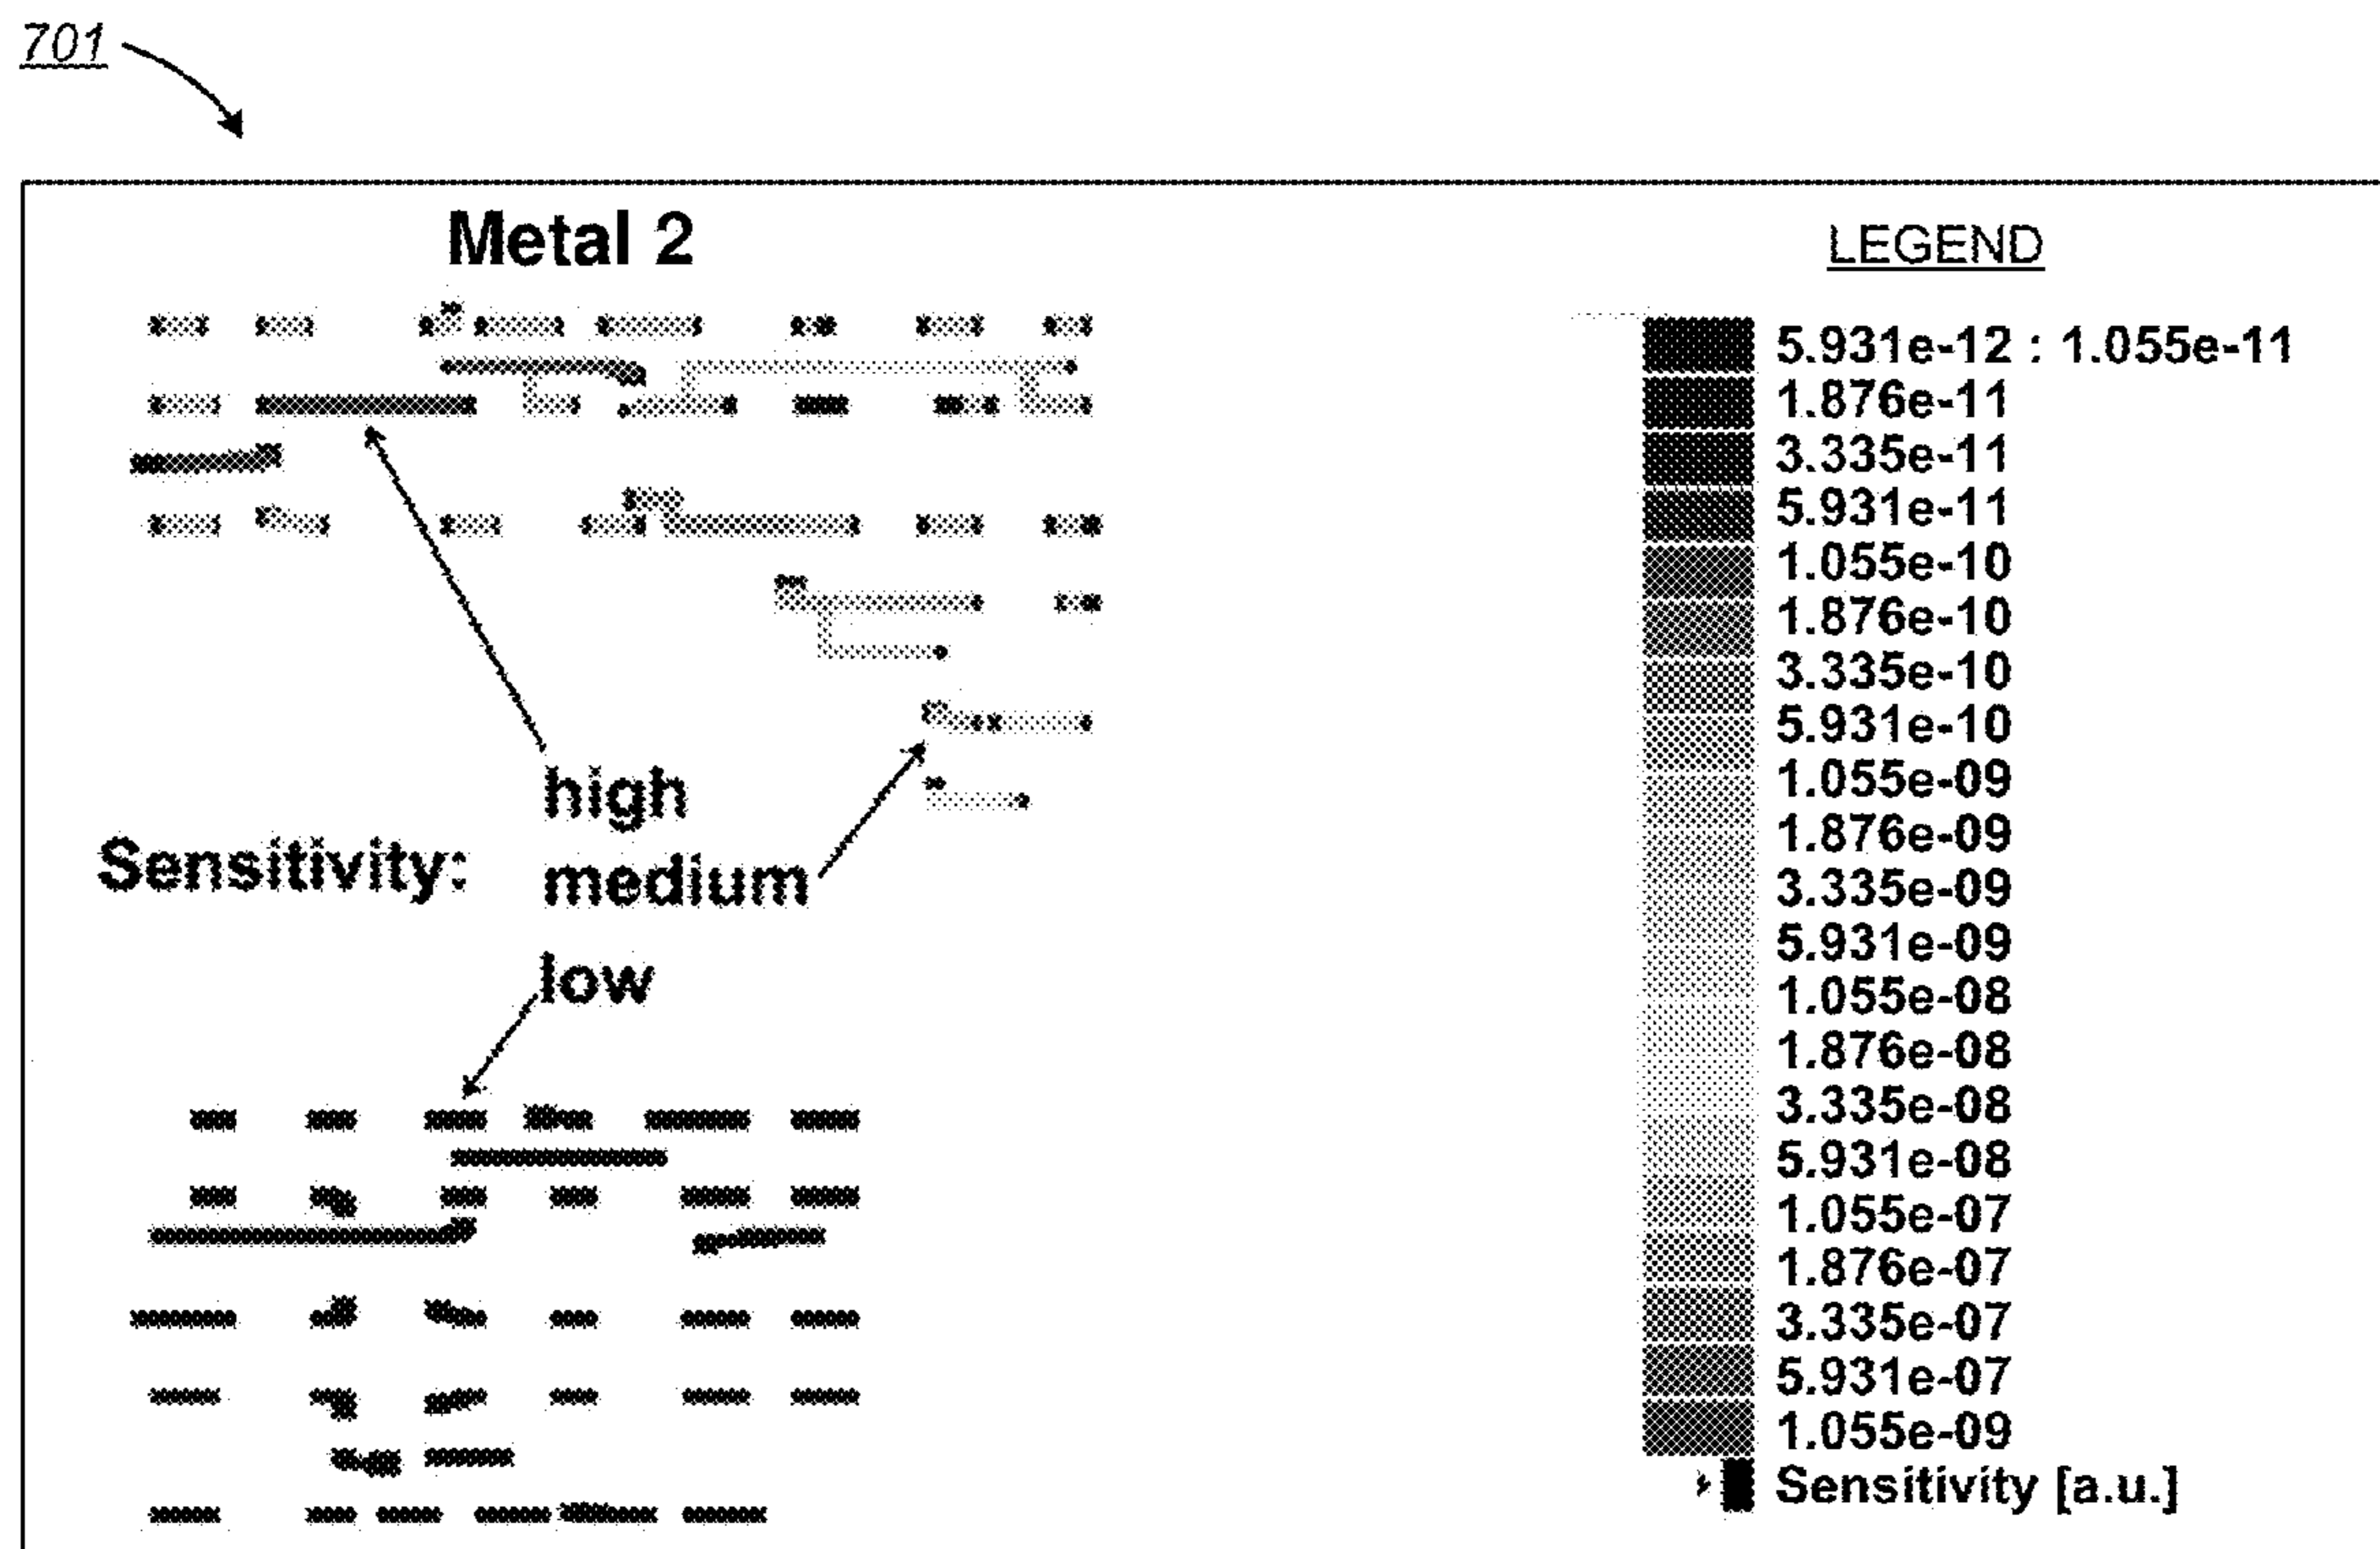 701
Metal 2
LEGEND
5.931e-12 : 1.055e-11
1.876e-11
3.335e-11
5.931e-11
1.055e-10
1.876e-10
3.335e-10
5.931e-10
1.055e-09
1.876e-09
3.335e-09
5.931e-09
1.055e-08
1.876e-08
3.335e-08
5.931e-08
1.055e-07
1.876e-07
3.335e-07
5.931e-07
1.055e-09
Sensitivity [a.u.]
high
Sensitivity: medium
low